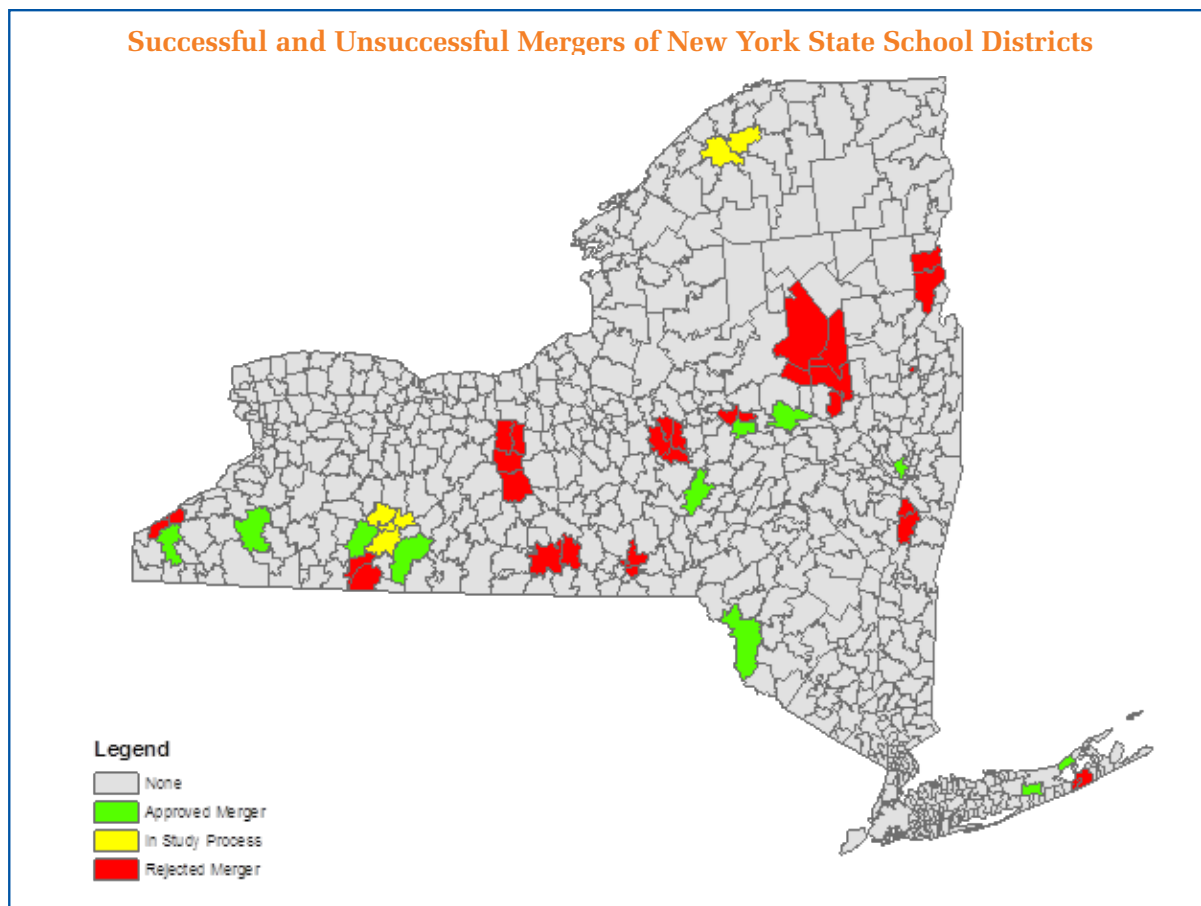 Successful and Unsuccessful Mergers of New York State School Districts
Legend
None
Approved Merger
In Study Process
Rejected Merger